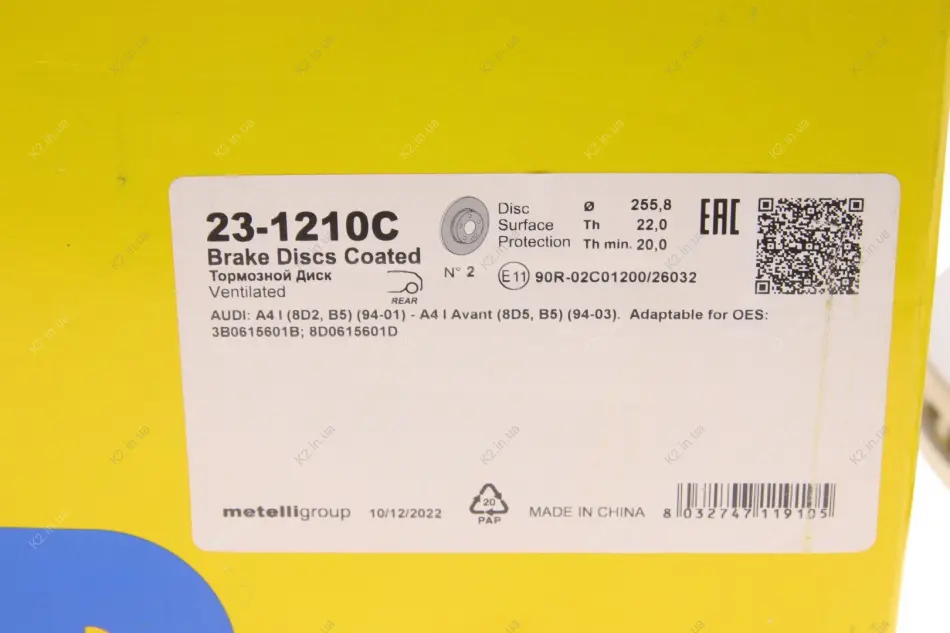 23-1210C
Brake Discs Coated
Тормозной Диск
Ventilated
REAR
N° 2
Disc Ø 255,8
Surface Th 22,0
Protection Th min. 20,0
E11 90R-02C01200/26032
EAC
AUDI: A4 I (8D2, B5) (94-01) - A4 I Avant (8D5, B5) (94-03). Adaptable for OES:
3B0615601B; 8D0615601D
metelligroup 10/12/2022
20
PAP
MADE IN CHINA
8 032747 119105
K2.in.ua